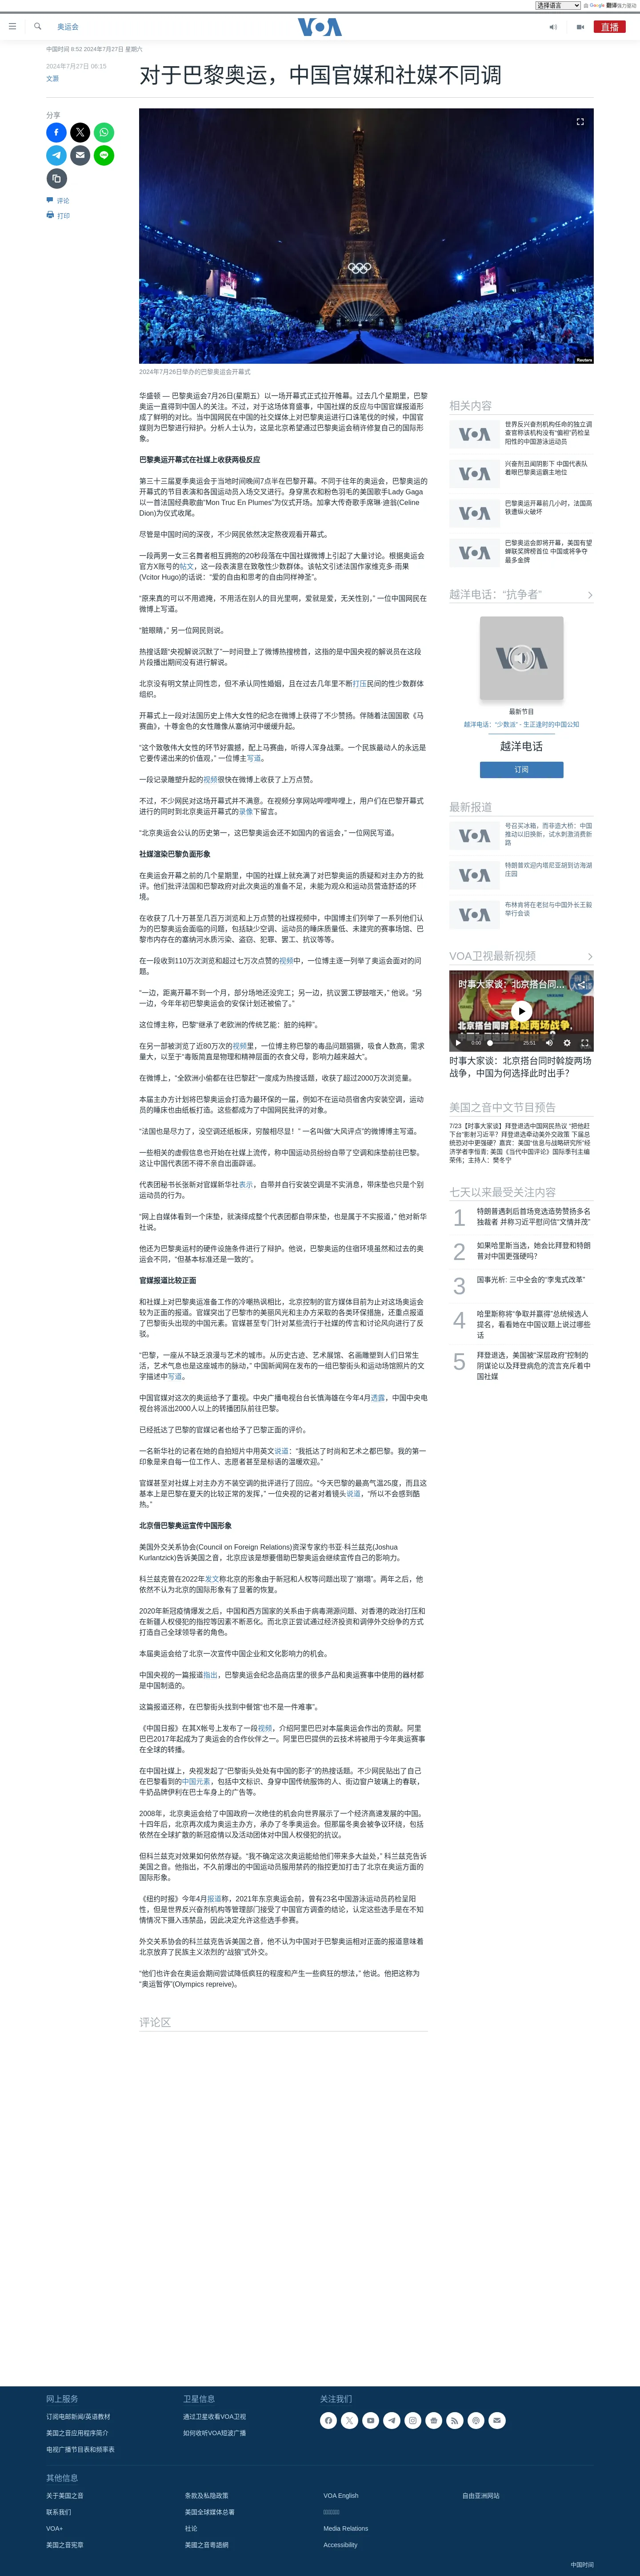 选择语言 由 Google 翻译强力驱动
奥运会
VOA
直播
中国时间 8:52 2024年7月27日 星期六
2024年7月27日 06:15
文灏
对于巴黎奥运，中国官媒和社媒不同调
分享
评论
打印
Reuters
2024年7月26日举办的巴黎奥运会开幕式
华盛顿 — 巴黎奥运会7月26日(星期五）以一场开幕式正式拉开帷幕。过去几个星期里，巴黎
奥运一直得到中国人的关注。不过，对于这场体育盛事，中国社媒的反应与中国官媒报道形
成了鲜明的对比。当中国网民在中国的社交媒体上对巴黎奥运进行口诛笔伐的时候，中国官
媒则为巴黎进行辩护。分析人士认为，这是因为北京希望通过巴黎奥运会稍许修复自己的国际形
象。
巴黎奥运开幕式在社媒上收获两极反应
第三十三届夏季奥运会于当地时间晚间7点半在巴黎开幕。不同于往年的奥运会，巴黎奥运的
开幕式的节目表演和各国运动员入场交叉进行。身穿黑衣和粉色羽毛的美国歌手Lady Gaga
以一首法国经典歌曲“Mon Truc En Plumes”为仪式开场。加拿大传奇歌手席琳·迪翁(Celine
Dion)为仪式收尾。
尽管是中国时间的深夜，不少网民依然决定熬夜观看开幕式。
一段两男一女三名舞者相互拥抱的20秒段落在中国社媒微博上引起了大量讨论。根据奥运会
官方X账号的帖文，这一段表演意在致敬性少数群体。该帖文引述法国作家维克多·雨果
(Vcitor Hugo)的话说：“爱的自由和思考的自由同样神圣”。
“原来真的可以不用遮掩，不用活在别人的目光里啊，爱就是爱，无关性别，” 一位中国网民在
微博上写道。
“脏眼睛，” 另一位网民则说。
热搜话题“央视解说沉默了”一时间登上了微博热搜榜首，这指的是中国央视的解说员在这段
片段播出期间没有进行解说。
北京没有明文禁止同性恋，但不承认同性婚姻，且在过去几年里不断打压民间的性少数群体
组织。
开幕式上一段对法国历史上伟大女性的纪念在微博上获得了不少赞扬。伴随着法国国歌《马
赛曲》，十尊金色的女性雕像从塞纳河中缓缓升起。
“这个致敬伟大女性的环节好震撼，配上马赛曲，听得人浑身战栗。一个民族最动人的永远是
它要传递出来的价值观，” 一位博主写道。
一段记录雕塑升起的视频很快在微博上收获了上万点赞。
不过，不少网民对这场开幕式并不满意。在视频分享网站哔哩哔哩上，用户们在巴黎开幕式
进行的同时到北京奥运开幕式的录像下留言。
“北京奥运会公认的历史第一，这巴黎奥运会还不如国内的省运会，” 一位网民写道。
社媒渲染巴黎负面形象
在奥运会开幕之前的几个星期里，中国的社媒上就充满了对巴黎奥运的质疑和对主办方的批
评。他们批评法国和巴黎政府对此次奥运的准备不足，未能为观众和运动员营造舒适的环
境。
在收获了几十万甚至几百万浏览和上万点赞的社媒视频中，中国博主们列举了一系列他们认
为的巴黎奥运会面临的问题，包括缺少空调、运动员的睡床质量低、未建完的赛事场馆、巴
黎市内存在的塞纳河水质污染、盗窃、犯罪、罢工、抗议等等。
在一段收到110万次浏览和超过七万次点赞的视频中，一位博主逐一列举了奥运会面对的问
题。
“一边，距离开幕不到一个月，部分场地还没完工；另一边，抗议罢工锣鼓喧天，” 他说。“另
一边，今年年初巴黎奥运会的安保计划还被偷了。”
这位博主称，巴黎“继承了老欧洲的传统艺能：脏的纯粹”。
在另一部被浏览了近80万次的视频里，一位博主称巴黎的毒品问题猖獗，吸食人数高，需求
量大，以至于“毒贩简直是物理和精神层面的衣食父母，影响力越来越大”。
在微博上，“全欧洲小偷都在往巴黎赶”一度成为热搜话题，收获了超过2000万次浏览量。
本届主办方计划将巴黎奥运会打造为最环保的一届，例如不在运动员宿舍内安装空调，运动
员的睡床也由纸板打造。这些都成为了中国网民批评的对象。
“法国也是尽力了，没空调还纸板床，穷酸相尽显！” 一名叫做“大风评点”的微博博主写道。
一些相关的虚假信息也开始在社媒上流传，称中国运动员纷纷自带了空调和床垫前往巴黎。
这让中国代表团不得不亲自出面辟谣。
代表团秘书长张新对官媒新华社表示，自带并自行安装空调是不实消息，带床垫也只是个别
运动员的行为。
“网上自媒体看到一个床垫，就演绎成整个代表团都自带床垫，也是属于不实报道，” 他对新华
社说。
他还为巴黎奥运村的硬件设施条件进行了辩护。他说，巴黎奥运的住宿环境虽然和过去的奥
运会不同，“但基本标准还是一致的”。
官媒报道比较正面
和社媒上对巴黎奥运准备工作的冷嘲热讽相比，北京控制的官方媒体目前为止对这场奥运会
较为正面的报道。官媒突出了巴黎市的美丽风光和主办方采取的各类环保措施，还重点报道
了巴黎街头出现的中国元素。官媒甚至专门针对某些流行于社媒的传言和讨论风向进行了反
驳。
“巴黎，一座从不缺乏浪漫与艺术的城市。从历史古迹、艺术展馆、名画雕塑到人们日常生
活，艺术气息也是这座城市的脉动，” 中国新闻网在发布的一组巴黎街头和运动场馆照片的文
字描述中写道。
中国官媒对这次的奥运给予了重视。中央广播电视台台长慎海雄在今年4月透露，中国中央电
视台将派出2000人以上的转播团队前往巴黎。
已经抵达了巴黎的官媒记者也给予了巴黎正面的评价。
一名新华社的记者在她的自拍短片中用英文说道：“我抵达了时尚和艺术之都巴黎。我的第一
印象是来自每一位工作人、志愿者甚至是标语的温暖欢迎。”
官媒甚至对社媒上对主办方不装空调的批评进行了回应。“今天巴黎的最高气温25度，而且这
基本上是巴黎在夏天的比较正常的发挥，” 一位央视的记者对着镜头说道，“所以不会感到酷
热。”
北京借巴黎奥运宣传中国形象
美国外交关系协会(Council on Foreign Relations)资深专家约书亚·科兰兹克(Joshua
Kurlantzick)告诉美国之音，北京应该是想要借助巴黎奥运会继续宣传自己的影响力。
科兰兹克曾在2022年发文称北京的形象由于新冠和人权等问题出现了“崩塌”。两年之后，他
依然不认为北京的国际形象有了显著的恢复。
2020年新冠疫情爆发之后，中国和西方国家的关系由于病毒溯源问题、对香港的政治打压和
在新疆人权侵犯的指控等因素不断恶化。而北京正尝试通过经济投资和调停外交纷争的方式
打造自己全球领导者的角色。
本届奥运会给了北京一次宣传中国企业和文化影响力的机会。
中国央视的一篇报道指出，巴黎奥运会纪念品商店里的很多产品和奥运赛事中使用的器材都
是中国制造的。
这篇报道还称，在巴黎街头找到中餐馆“也不是一件难事”。
《中国日报》在其X帐号上发布了一段视频，介绍阿里巴巴对本届奥运会作出的贡献。阿里
巴巴2017年起成为了奥运会的合作伙伴之一。阿里巴巴提供的云技术将被用于今年奥运赛事
在全球的转播。
在中国社媒上，央视发起了“巴黎街头处处有中国的影子”的热搜话题。不少网民贴出了自己
在巴黎看到的中国元素，包括中文标识、身穿中国传统服饰的人、街边窗户玻璃上的春联，
牛奶品牌伊利在巴士车身上的广告等。
2008年，北京奥运会给了中国政府一次绝佳的机会向世界展示了一个经济高速发展的中国。
十四年后，北京再次成为奥运主办方，承办了冬季奥运会。但那届冬奥会被争议环绕，包括
依然在全球扩散的新冠疫情以及活动团体对中国人权侵犯的抗议。
但科兰兹克对效果如何依然存疑。“我不确定这次奥运能给他们带来多大益处，” 科兰兹克告诉
美国之音。他指出，不久前爆出的中国运动员服用禁药的指控更加打击了北京在奥运方面的
国际形象。
《纽约时报》今年4月报道称，2021年东京奥运会前，曾有23名中国游泳运动员药检呈阳
性，但是世界反兴奋剂机构等管理部门接受了中国官方调查的结论，认定这些选手是在不知
情情况下摄入违禁品，因此决定允许这些选手参赛。
外交关系协会的科兰兹克告诉美国之音，他不认为中国对于巴黎奥运相对正面的报道意味着
北京放弃了民族主义浓烈的“战狼”式外交。
“他们也许会在奥运会期间尝试降低疯狂的程度和产生一些疯狂的想法，” 他说。他把这称为
“奥运暂停”(Olympics repreive)。
评论区
相关内容
世界反兴奋剂机构任命的独立调
查官称该机构没有“偏袒”药检呈
阳性的中国游泳运动员
兴奋剂丑闻阴影下 中国代表队
着眼巴黎奥运霸主地位
巴黎奥运开幕前几小时，法国高
铁遭纵火破坏
巴黎奥运会即将开幕，美国有望
蝉联奖牌榜首位 中国或将争夺
最多金牌
越洋电话：“抗争者”
最新节目
越洋电话：“少数派” - 生正逢时的中国公知
越洋电话
订阅
最新报道
号召买冰箱，而非造大桥：中国
推动以旧换新，试水刺激消费新
路
特朗普欢迎内塔尼亚胡到访海湖
庄园
布林肯将在老挝与中国外长王毅
举行会谈
VOA卫视最新视频
时事大家谈：北京搭台同...
北京搭台同时斡旋两场战争，
0:00 25:51
时事大家谈：北京搭台同时斡旋两场
战争，中国为何选择此时出手？
美国之音中文节目预告
7/23【时事大家谈】拜登退选中国网民热议 “把他赶
下台”影射习近平？拜登退选牵动美外交政策 下届总
统恐对中更强硬？嘉宾：美国“信息与战略研究所”经
济学者李恒青; 美国《当代中国评论》国际季刊主编
荣伟；主持人：樊冬宁
七天以来最受关注内容
1 特朗普遇刺后首场竞选造势赞扬多名
独裁者 并称习近平慰问信“文情并茂”
2 如果哈里斯当选，她会比拜登和特朗
普对中国更强硬吗？
3 国事光析: 三中全会的“李鬼式改革”
4 哈里斯称将“争取并赢得”总统候选人
提名，看看她在中国议题上说过哪些
话
5 拜登退选，美国被“深层政府”控制的
阴谋论以及拜登病危的流言充斥着中
国社媒
网上服务
订阅电邮新闻/英语教材
美国之音应用程序简介
电视广播节目表和频率表
卫星信息
通过卫星收看VOA卫视
如何收听VOA短波广播
关注我们
其他信息
关于美国之音
联系我们
VOA+
美国之音宪章
条款及私隐政策
美国全球媒体总署
社论
美國之音粵語網
VOA English
Media Relations
Accessibility
自由亚洲网站
中国时间